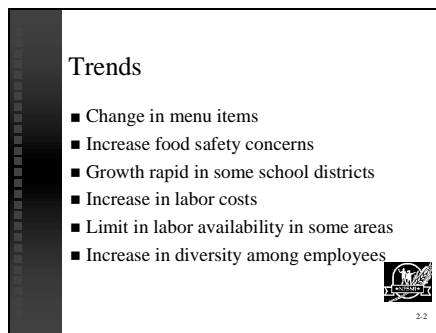 Trends
■ Change in menu items
■ Increase food safety concerns
■ Growth rapid in some school districts
■ Increase in labor costs
■ Limit in labor availability in some areas
■ Increase in diversity among employees
NFSMI
2-2